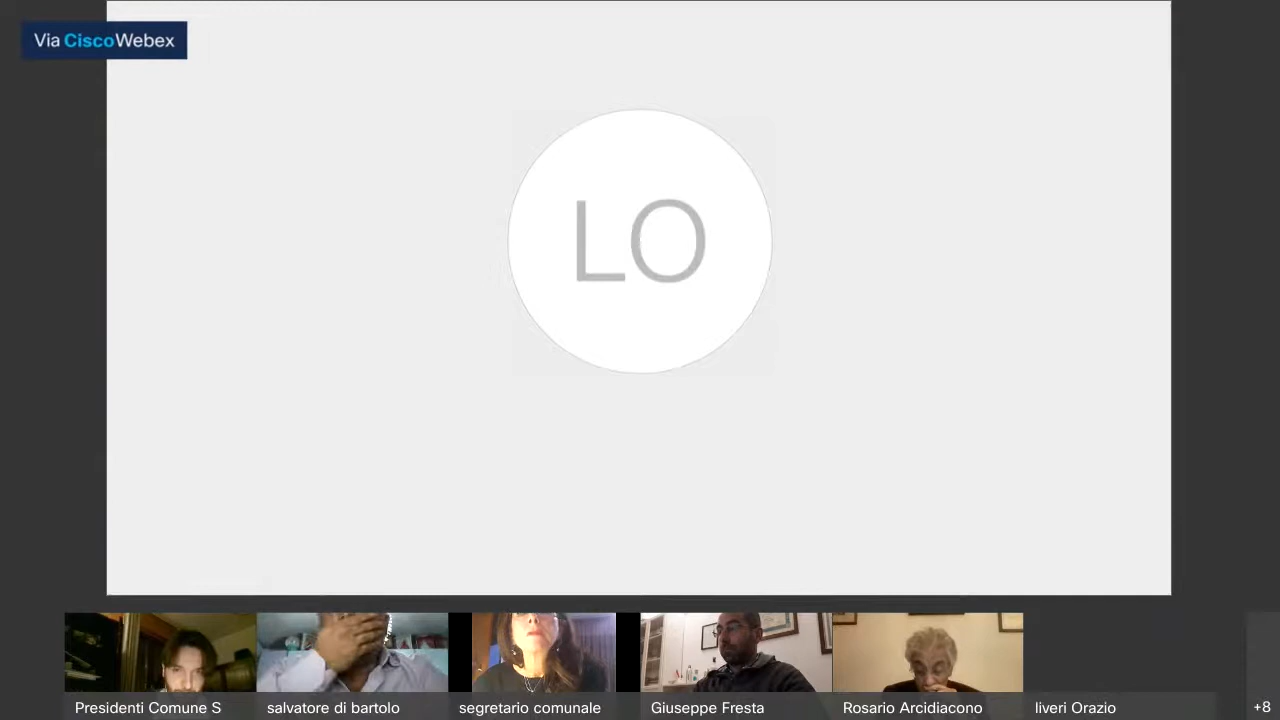 Via CiscoWebex
LO
Presidenti Comune S
salvatore di bartolo
segretario comunale
Giuseppe Fresta
Rosario Arcidiacono
liveri Orazio
+8